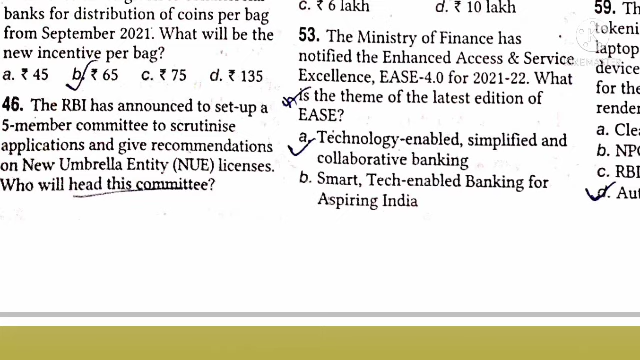 banks for distribution of coins per bag
from September 2021. What will be the
new incentive per bag?
a. ₹ 45 b. ₹ 65 c. ₹ 75 d. ₹ 135
46. The RBI has announced to set-up a
5-member committee to scrutinise
applications and give recommendations
on New Umbrella Entity (NUE) licenses.
Who will head this committee?
c. ₹ 6 lakh d. ₹ 10 lakh
53. The Ministry of Finance has
notified the Enhanced Access & Service
Excellence, EASE-4.0 for 2021-22. What
is the theme of the latest edition of
EASE?
a. Technology-enabled, simplified and
collaborative banking
b. Smart, Tech-enabled Banking for
Aspiring India
59. Th
tokeni
laptop
device
for the
render
a. Clea
b. NPC
c. RBI
d. Aut